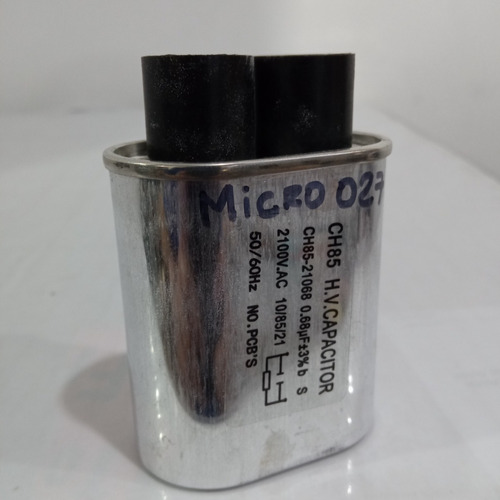 MICRO 027
CH85 H.V.CAPACITOR
CH85-21068 0.68µF±3% b S
2100V.AC 10/85/21
50/60Hz NO.PCB'S